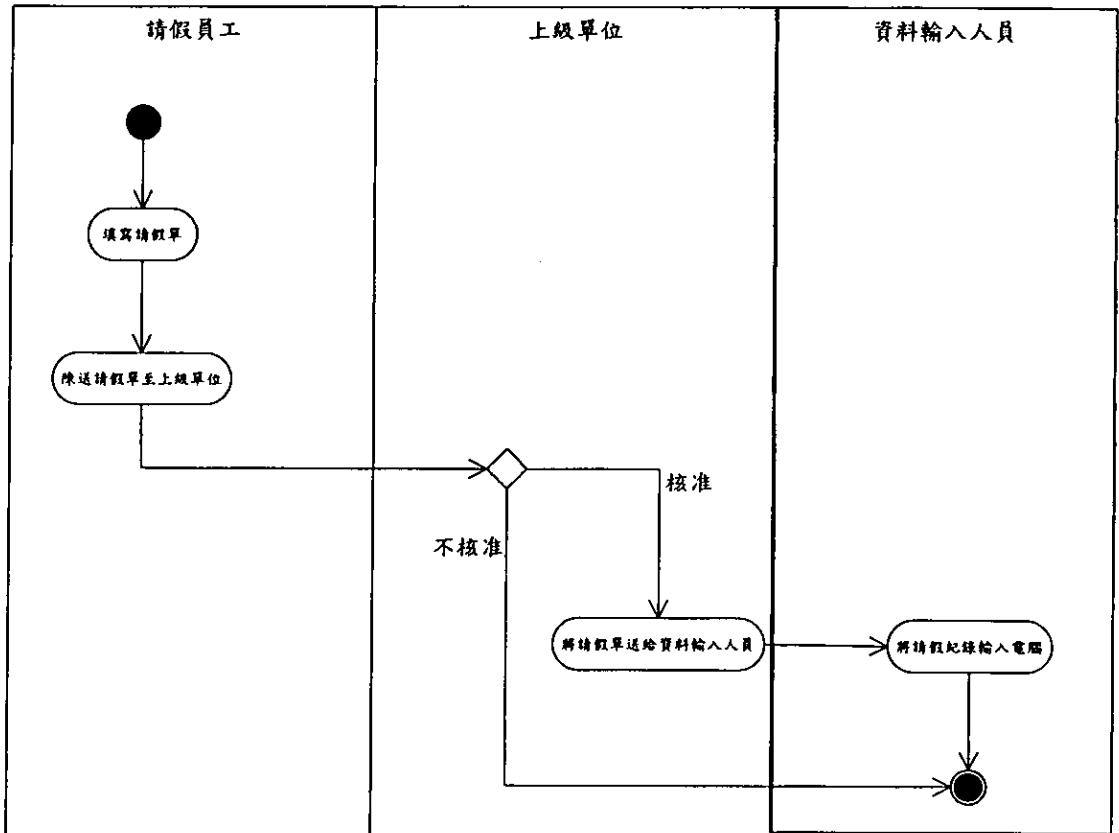 請假員工
上級單位
資料輸入人員
填寫請假單
陳送請假單至上級單位
核准
不核准
將請假單送給資料輸入人員
將請假紀錄輸入電腦